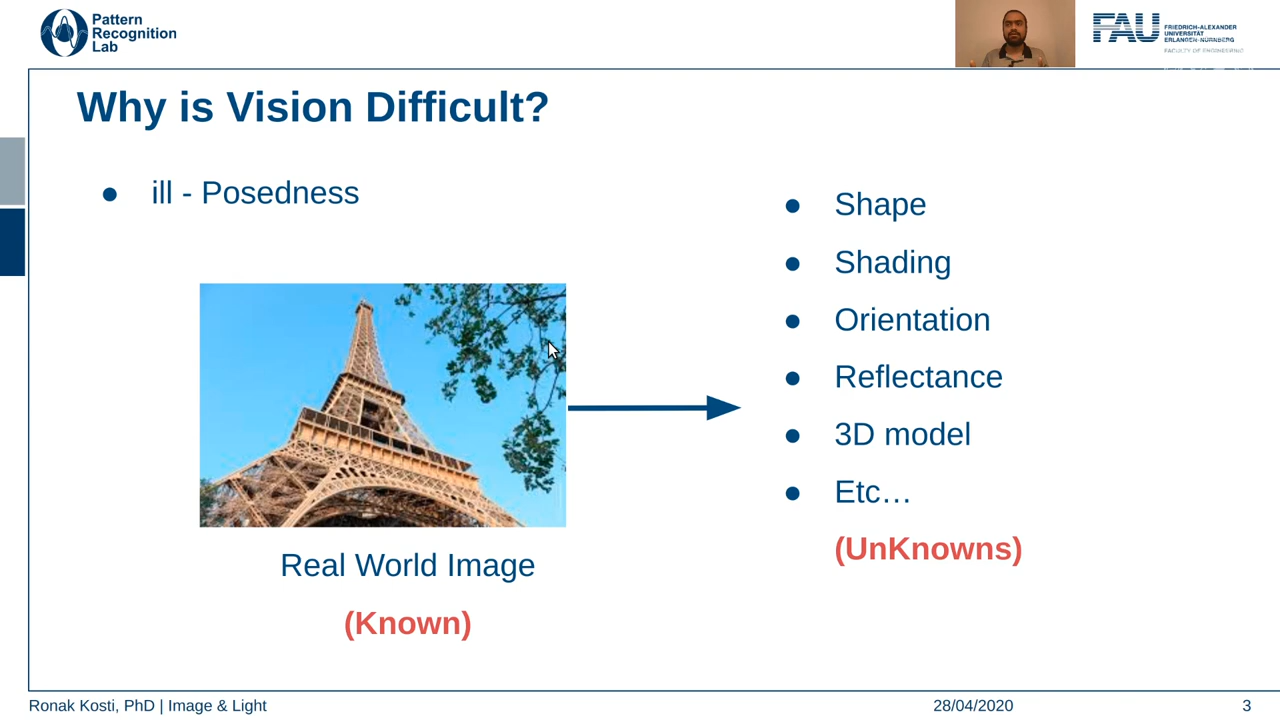 Pattern
Recognition
Lab
FAU
FRIEDRICH-ALEXANDER
UNIVERSITÄT
ERLANGEN-NÜRNBERG
FACULTY OF ENGINEERING
Why is Vision Difficult?
● ill - Posedness
● Shape
● Shading
● Orientation
● Reflectance
● 3D model
● Etc...
(UnKnowns)
Real World Image
(Known)
Ronak Kosti, PhD | Image & Light
28/04/2020
3